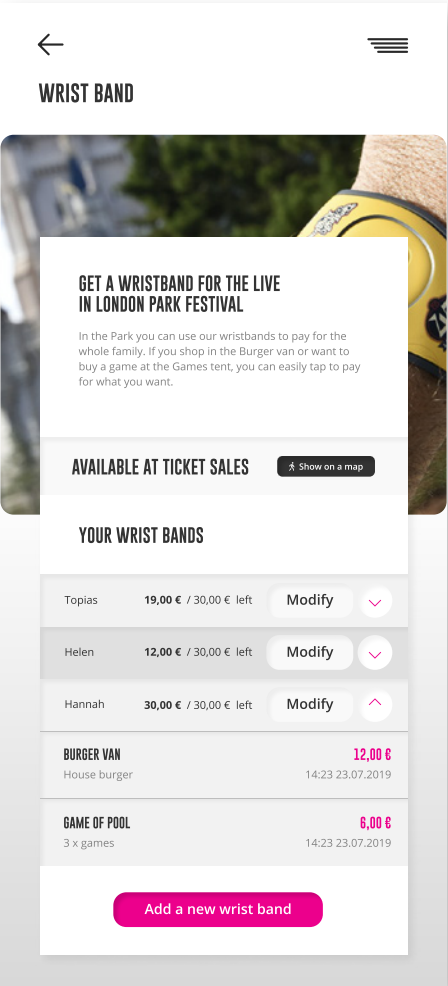 WRIST BAND
GET A WRISTBAND FOR THE LIVE
IN LONDON PARK FESTIVAL
In the Park you can use our wristbands to pay for the
whole family. If you shop in the Burger van or want to
buy a game at the Games tent, you can easily tap to pay
for what you want.
AVAILABLE AT TICKET SALES Show on a map
YOUR WRIST BANDS
Topias 19,00 € / 30,00 € left Modify
Helen 12,00 € / 30,00 € left Modify
Hannah 30,00 € / 30,00 € left Modify
BURGER VAN 12,00 €
House burger 14:23 23.07.2019
GAME OF POOL 6,00 €
3 x games 14:23 23.07.2019
Add a new wrist band